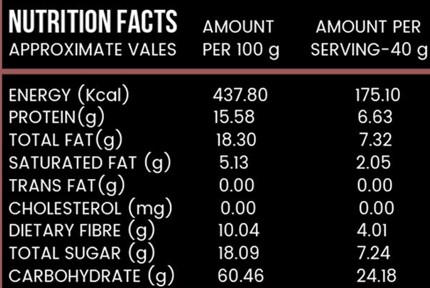 NUTRITION FACTS AMOUNT AMOUNT PER
APPROXIMATE VALES PER 100 g SERVING-40 g
ENERGY (Kcal) 437.80 175.10
PROTEIN(g) 15.58 6.63
TOTAL FAT(g) 18.30 7.32
SATURATED FAT (g) 5.13 2.05
TRANS FAT(g) 0.00 0.00
CHOLESTEROL (mg) 0.00 0.00
DIETARY FIBRE (g) 10.04 4.01
TOTAL SUGAR (g) 18.09 7.24
CARBOHYDRATE (g) 60.46 24.18